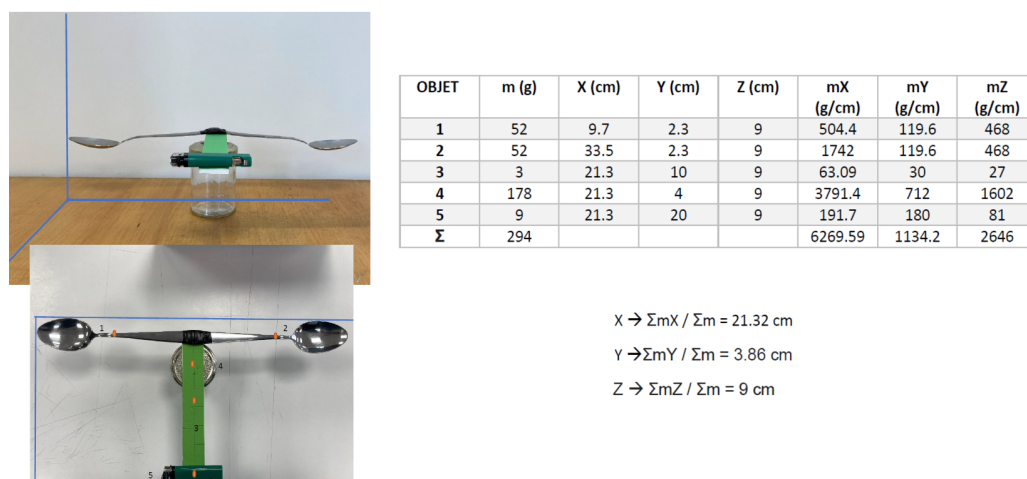 OBJET m (g) X (cm) Y (cm) Z (cm) mX (g/cm) mY (g/cm) mZ (g/cm)
1 52 9.7 2.3 9 504.4 119.6 468
2 52 33.5 2.3 9 1742 119.6 468
3 3 21.3 10 9 63.09 30 27
4 178 21.3 4 9 3791.4 712 1602
5 9 21.3 20 9 191.7 180 81
Σ 294 6269.59 1134.2 2646
X → ΣmX / Σm = 21.32 cm
Y → ΣmY / Σm = 3.86 cm
Z → ΣmZ / Σm = 9 cm
1
2
4
3
5